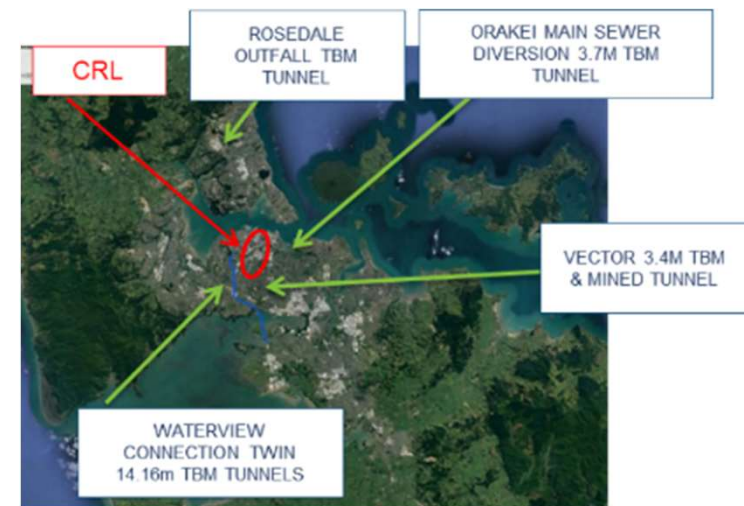 CRL
ROSEDALE
OUTFALL TBM
TUNNEL
ORAKEI MAIN SEWER
DIVERSION 3.7M TBM
TUNNEL
VECTOR 3.4M TBM
& MINED TUNNEL
WATERVIEW
CONNECTION TWIN
14.16m TBM TUNNELS